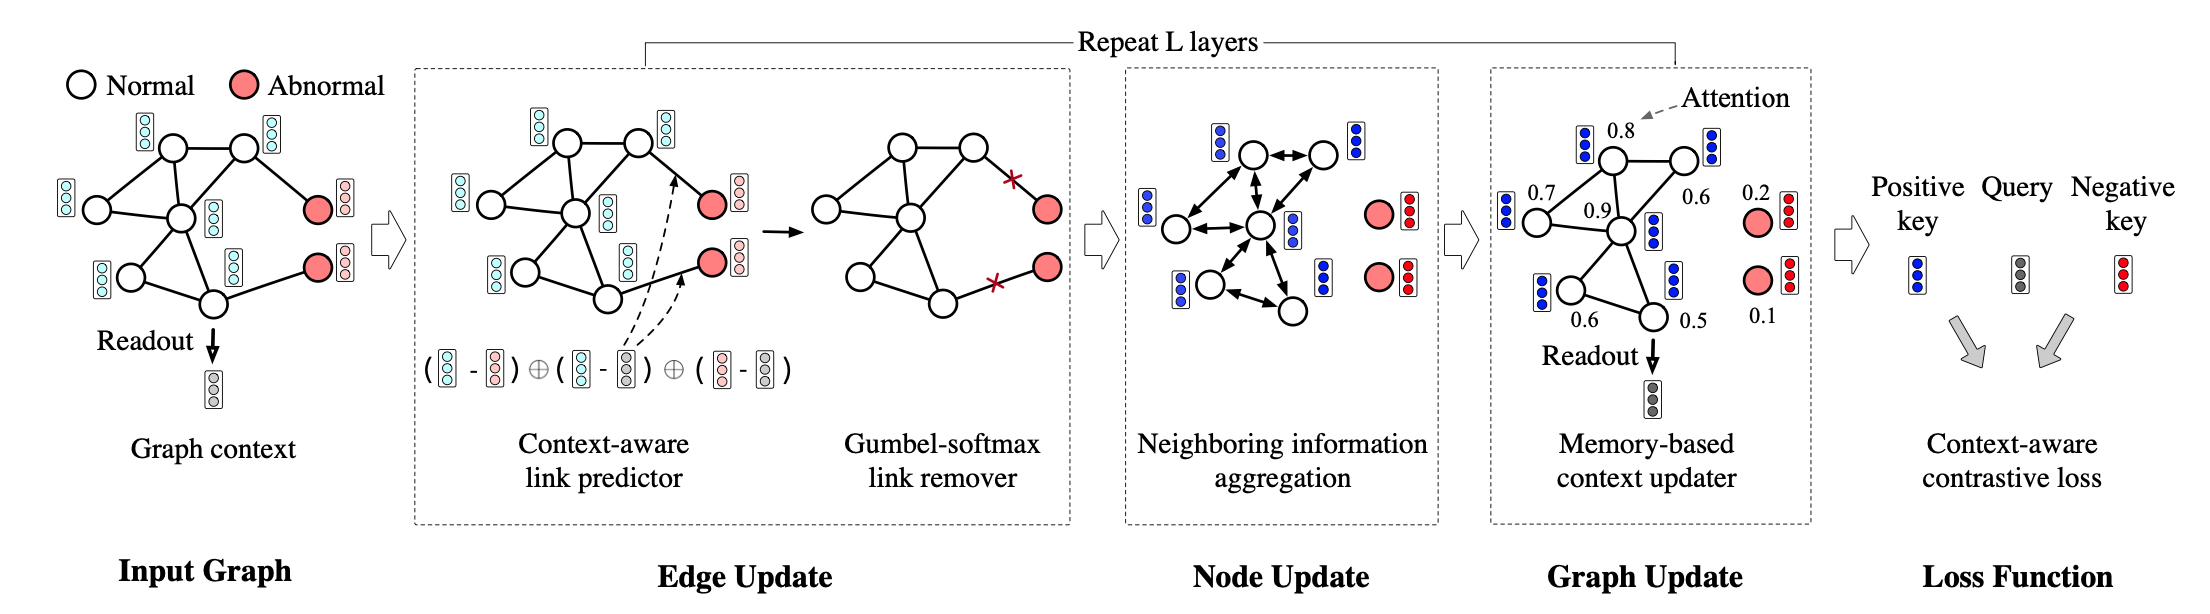 Repeat L layers
Normal
Abnormal
Readout
Graph context
Input Graph
( - ) ⊕ ( - ) ⊕ ( - )
Context-aware
link predictor
Gumbel-softmax
link remover
Edge Update
Neighboring information
aggregation
Node Update
Attention
0.8
0.7
0.9
0.6
0.2
0.6
0.5
0.1
Readout
Memory-based
context updater
Graph Update
Positive
key
Query
Negative
key
Context-aware
contrastive loss
Loss Function